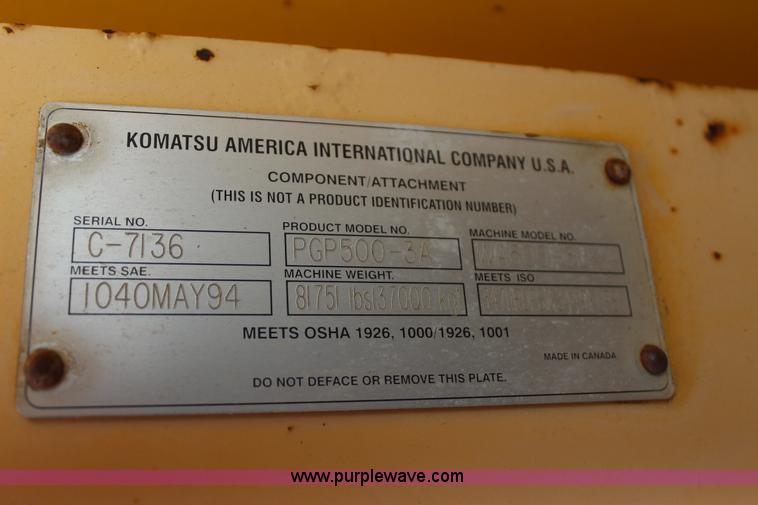 KOMATSU AMERICA INTERNATIONAL COMPANY U.S.A.
COMPONENT/ATTACHMENT
(THIS IS NOT A PRODUCT IDENTIFICATION NUMBER)
SERIAL NO. PRODUCT MODEL NO. MACHINE MODEL NO.
C-7136 PGP500-3A
MEETS SAE. MACHINE WEIGHT. MEETS ISO
1040MAY94 81751 lbs137000 kg
MEETS OSHA 1926, 1000/1926, 1001
MADE IN CANADA
DO NOT DEFACE OR REMOVE THIS PLATE.
www.purplewave.com